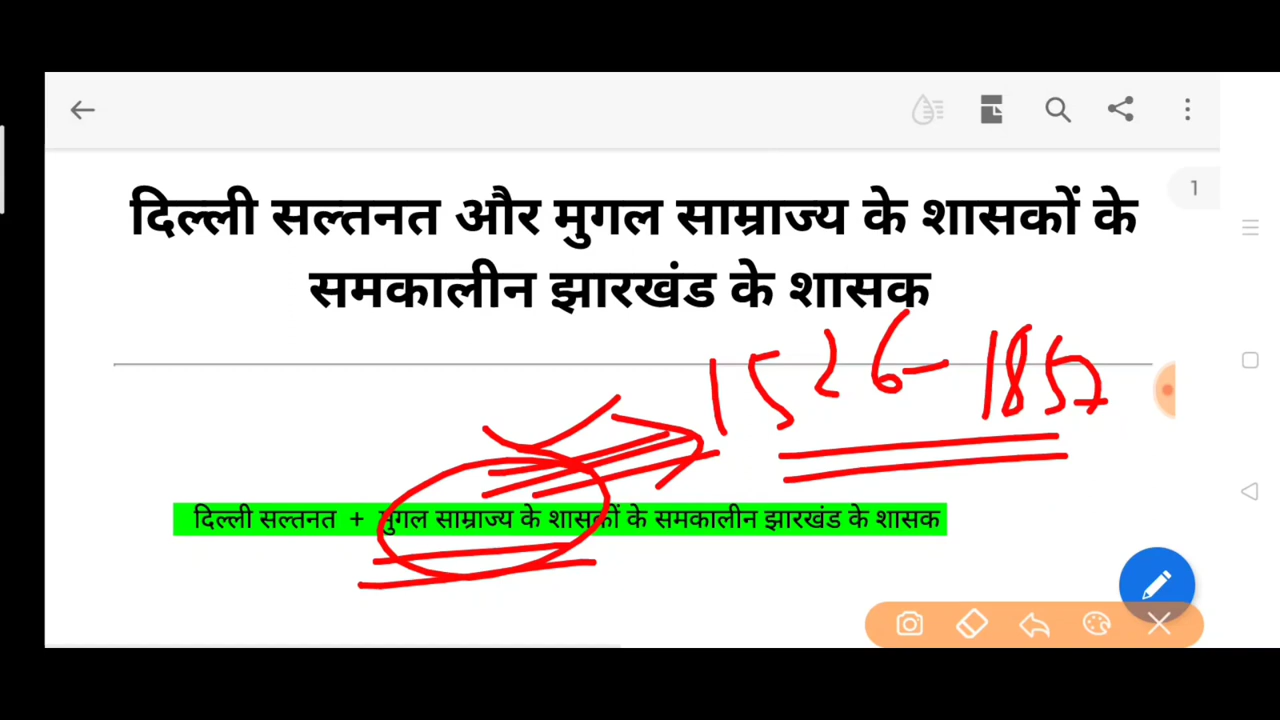 1
दिल्ली सल्तनत और मुगल साम्राज्य के शासकों के
समकालीन झारखंड के शासक
1526-1857
दिल्ली सल्तनत + मुगल साम्राज्य के शासकों के समकालीन झारखंड के शासक